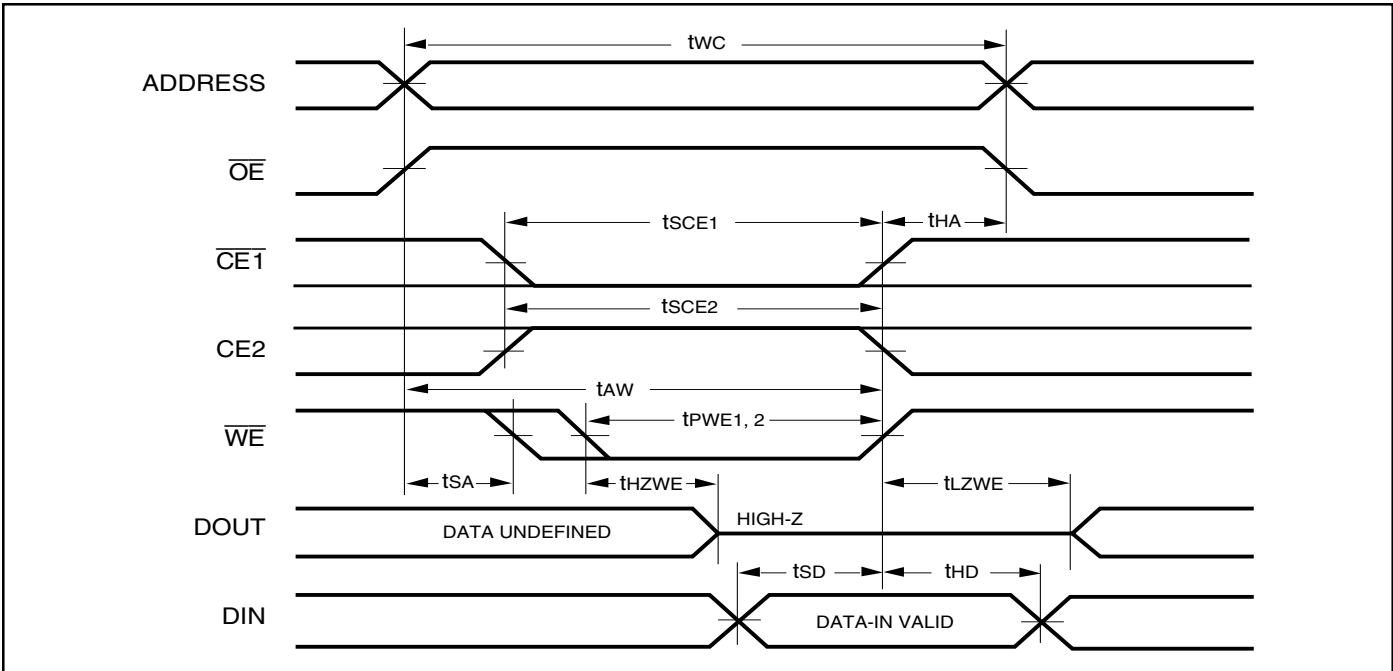 tWC
ADDRESS
OE
tSCE1
tHA
CE1
tSCE2
CE2
tAW
tPWE1, 2
WE
tSA
tHZWE
tLZWE
DOUT
DATA UNDEFINED
HIGH-Z
tSD
tHD
DIN
DATA-IN VALID